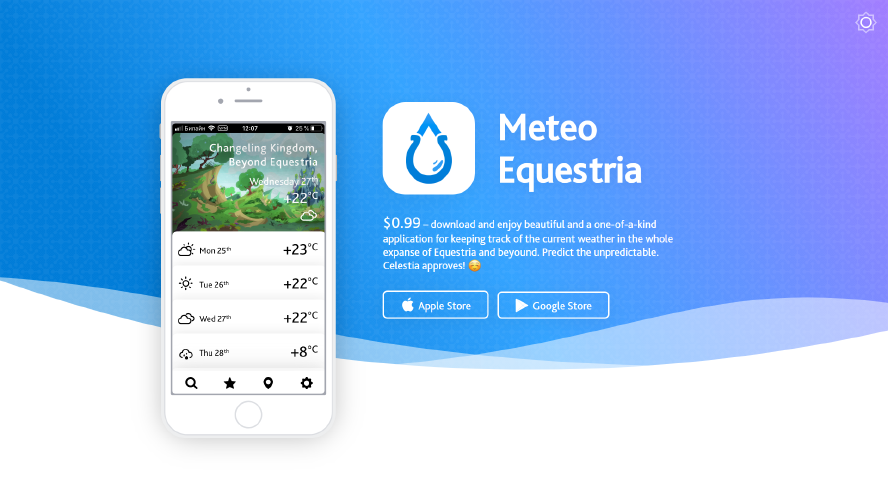 Билайн VPN 12:07 25 %
Changeling Kingdom,
Beyond Equestria
Wednesday 27th
+22°C
Mon 25th +23°C
Tue 26th +22°C
Wed 27th +22°C
Thu 28th +8°C
Meteo
Equestria
$0.99 – download and enjoy beautiful and a one-of-a-kind
application for keeping track of the current weather in the whole
expanse of Equestria and beyound. Predict the unpredictable.
Celestia approves! 😊
Apple Store
Google Store